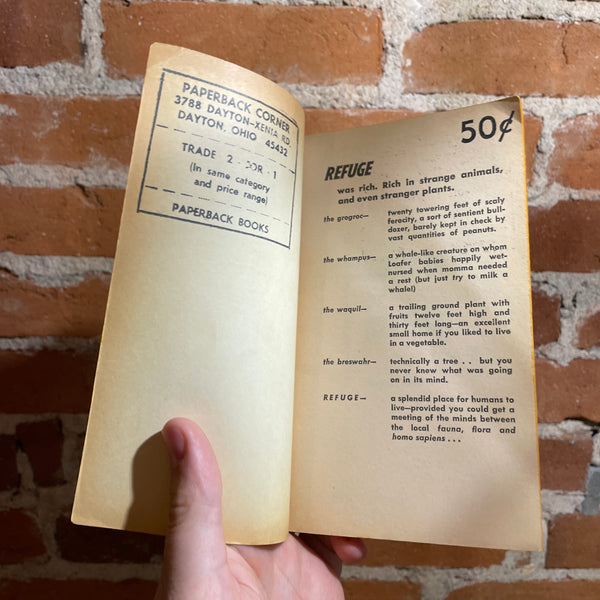 PAPERBACK CORNER
3788 DAYTON-XENIA RD
DAYTON, OHIO 45432
TRADE 2 FOR 1
(In same category
and price range)
PAPERBACK BOOKS
50¢
REFUGE
was rich. Rich in strange animals,
and even stranger plants.
the gregroc— twenty towering feet of scaly
ferocity, a sort of sentient bull-
dozer, barely kept in check by
vast quantities of peanuts.
the whampus— a whale-like creature on whom
Loafer babies happily wet-
nursed when momma needed
a rest (but just try to milk a
whale!)
the waquil— a trailing ground plant with
fruits twelve feet high and
thirty feet long—an excellent
small home if you liked to live
in a vegetable.
the breswahr— technically a tree . . but you
never knew what was going
on in its mind.
REFUGE— a splendid place for humans to
live—provided you could get a
meeting of the minds between
the local fauna, flora and
homo sapiens . . .